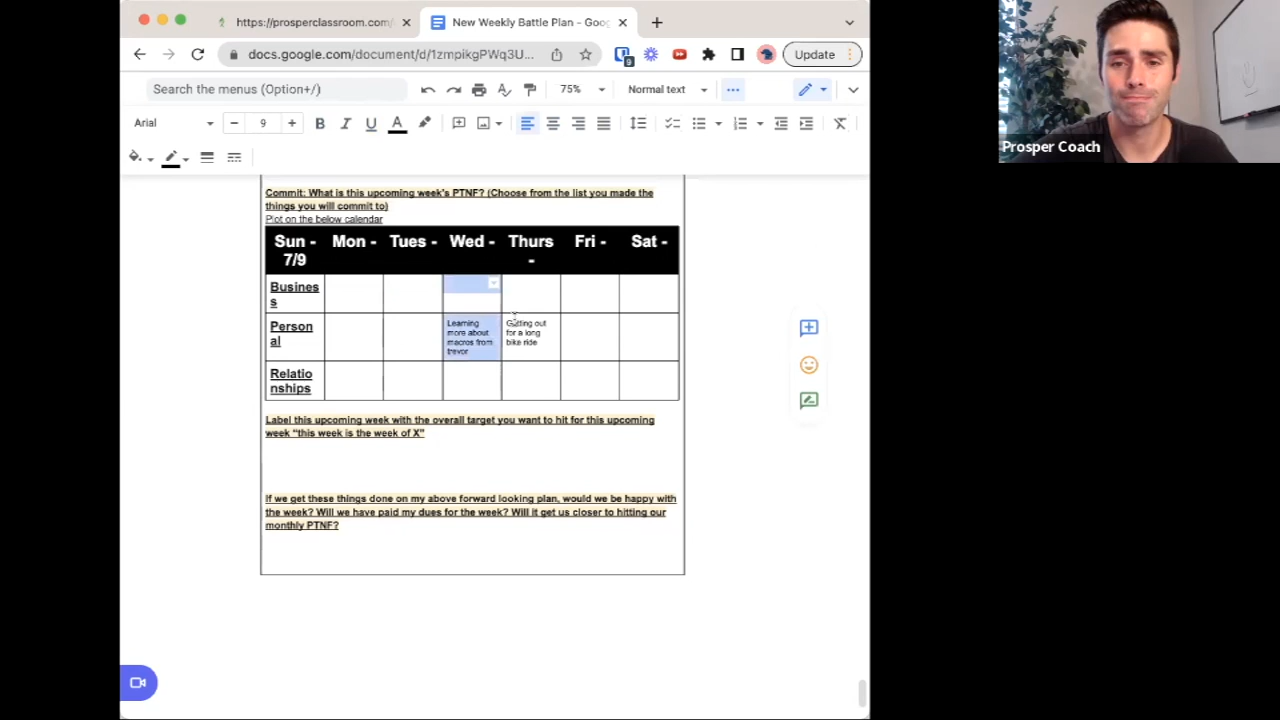 https://prosperclassroom.com/
New Weekly Battle Plan - Goo
docs.google.com/document/d/1zmpikgPWq3U...
9
Update
Search the menus (Option+/)
75%
Normal text
Arial
9
B I U A
Prosper Coach
Commit: What is this upcoming week's PTNF? (Choose from the list you made the
things you will commit to)
Plot on the below calendar
Sun - Mon - Tues - Wed - Thurs Fri - Sat -
7/9 -
Busines
s
Person
al
Learning
more about
macros from
trevor
Getting out
for a long
bike ride
Relatio
nships
Label this upcoming week with the overall target you want to hit for this upcoming
week "this week is the week of X"
If we get these things done on my above forward looking plan, would we be happy with
the week? Will we have paid my dues for the week? Will it get us closer to hitting our
monthly PTNF?